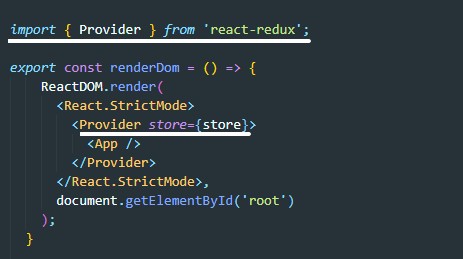 import { Provider } from 'react-redux';
export const renderDom = () => {
ReactDOM.render(
<React.StrictMode>
<Provider store={store}>
<App />
</Provider>
</React.StrictMode>,
document.getElementById('root')
);
}